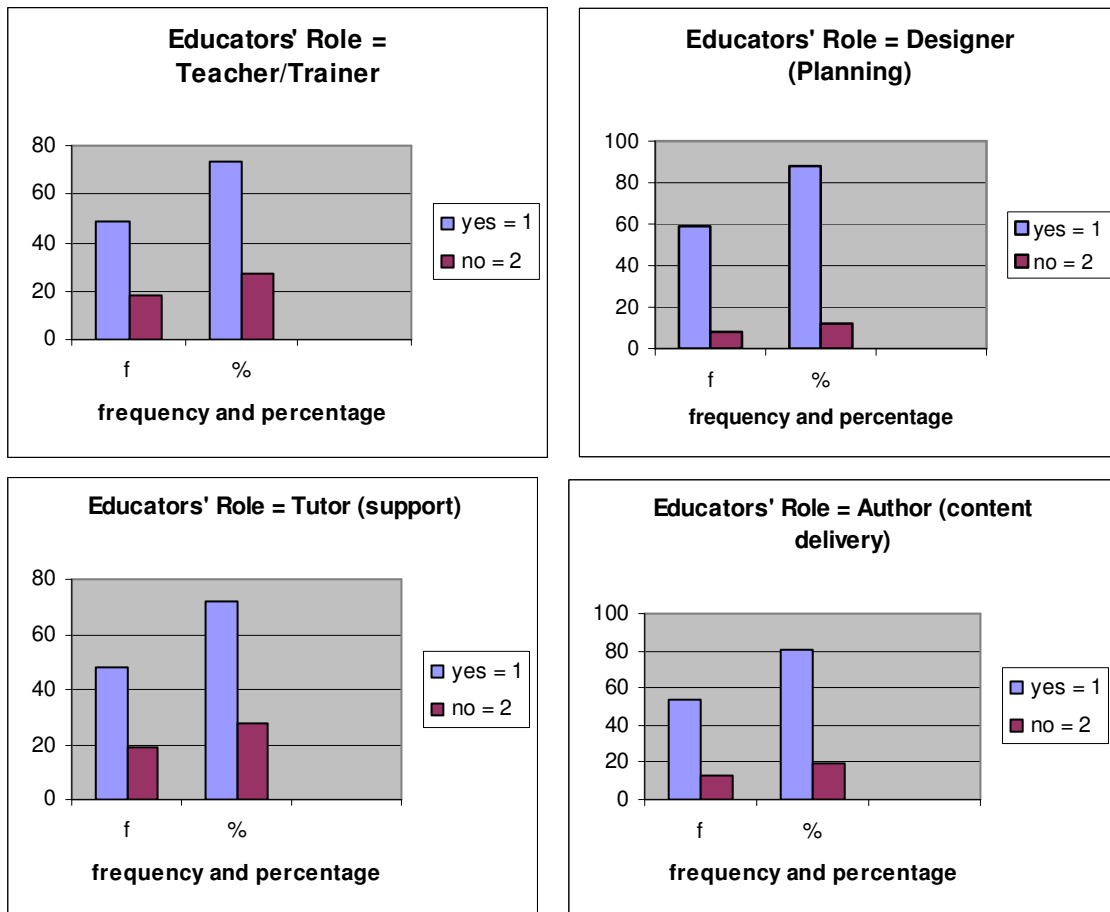 Educators' Role =
Teacher/Trainer
80
60
40
20
0
f %
frequency and percentage
yes = 1
no = 2
Educators' Role = Designer
(Planning)
100
80
60
40
20
0
f %
frequency and percentage
yes = 1
no = 2
Educators' Role = Tutor (support)
80
60
40
20
0
f %
frequency and percentage
yes = 1
no = 2
Educators' Role = Author (content
delivery)
100
80
60
40
20
0
f %
frequency and percentage
yes = 1
no = 2